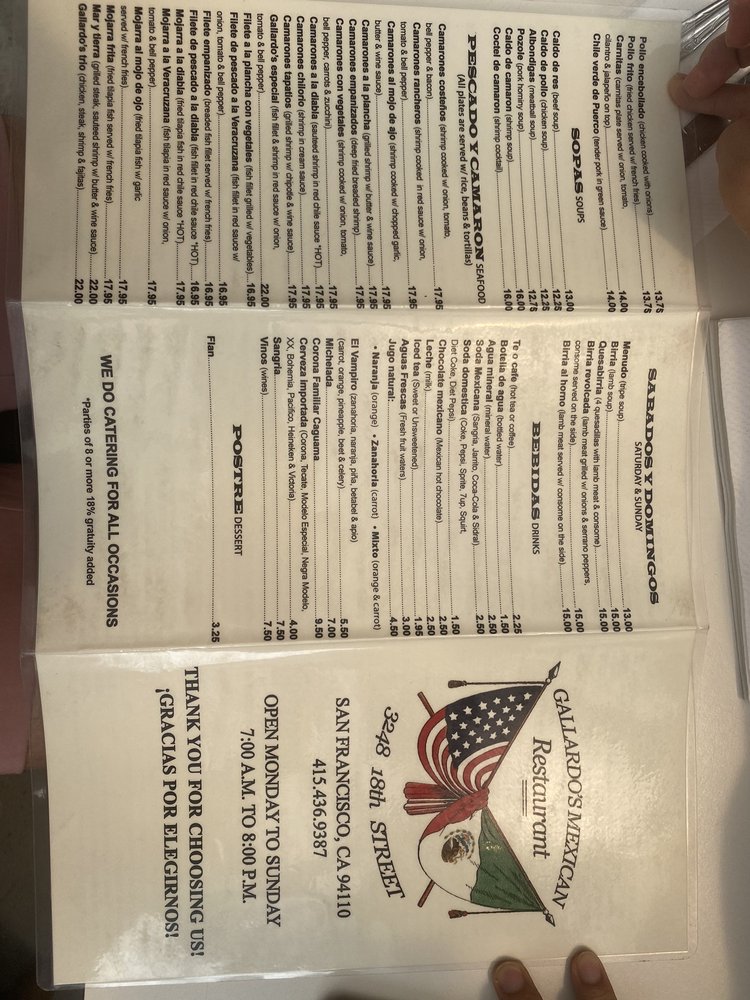 Pollo encebollado (chicken cooked with onions)........13.75
Pollo frito (fried chicken served w/ french fries)........13.75
Carnitas (carnitas plate served w/ onion, tomato,
cilantro & jalapeño on top)........14.00
Chile verde de Puerco (tender pork in green sauce)........14.00
SOPAS SOUPS
Caldo de res (beef soup)........13.00
Caldo de pollo (chicken soup)........12.25
Albondigas (meatball soup)........12.25
Pozole (pork hominy soup)........12.75
Caldo de camaron (shrimp soup)........16.00
Coctel de camaron (shrimp cocktail)........16.00
PESCADO Y CAMARON SEAFOOD
(All plates are served w/ rice, beans & tortillas)
Camarones costeños (shrimp cooked w/ onion, tomato,
bell pepper & bacon)........17.95
Camarones rancheros (shrimp cooked in red sauce w/ onion,
tomato & bell pepper)........17.95
Camarones al mojo de ajo (shrimp cooked w/ chopped garlic,
butter & wine sauce)........17.95
Camarones a la plancha (grilled shrimp w/ butter & wine sauce)..17.95
Camarones empanizados (deep fried breaded shrimp)........17.95
Camarones con vegetales (shrimp cooked w/ onion, tomato,
bell pepper, carrots & zucchini)........17.95
Camarones a la diabla (sauteed shrimp in red chile sauce *HOT)..17.95
Camarones chilorio (shrimp in cream sauce)........17.95
Camarones tapatios (grilled shrimp w/ chipotle & wine sauce)..17.95
Gallardo's especial (fish fillet & shrimp in red sauce w/ onion,
tomato & bell pepper)........22.00
Filete a la plancha con vegetales (fish fillet grilled w/ vegetables)..16.95
Filete de pescado a la Veracruzana (fish fillet in red sauce w/
onion, tomato & bell pepper)........16.95
Filete empanizado (breaded fish fillet served w/ french fries)..16.95
Filete de pescado a la diabla (fish fillet in red chile sauce *HOT)..16.95
Mojarra a la diabla (fried tilapia fish in red chile sauce *HOT)..17.95
Mojarra a la Veracruzana (fish tilapia in red sauce w/ onion,
tomato & bell pepper)........17.95
Mojarra al mojo de ojo (fried tilapia fish w/ garlic
served w/ french fries)........17.95
Mojarra frita (fried tilapia fish served w/ french fries)........17.95
Mar y tierra (grilled steak, sauteed shrimp w/ butter & wine sauce)..22.00
Gallardo's trio (chicken, steak, shrimp & fajitas)........22.00
SABADOS Y DOMINGOS
SATURDAY & SUNDAY
Menudo (tripe soup)........13.00
Birria (lamb soup)........15.00
Quesabirria (4 quesadillas with lamb meat & consome)........15.00
Birria revolcada (lamb meat grilled w/ onions & serrano peppers,
consome served on the side)........15.00
Birria al horno (lamb meat served w/ consome on the side)........15.00
BEBIDAS DRINKS
Te o cafe (hot tea or coffee)........2.25
Botella de agua (bottled water)........1.50
Agua mineral (mineral water)........2.50
Soda Mexicana (Sangria, Jarrito, Coca-Cola & Sidral)........2.50
Soda domestica (Coke, Pepsi, Sprite, 7up, Squirt,
Diet Coke, Diet Pepsi)........1.50
Chocolate mexicano (Mexican hot chocolate)........2.50
Leche (milk)........2.50
Iced tea (Sweet or Unsweetened)........1.95
Aguas Frescas (Fresh fruit waters)........3.00
Jugo natural:........4.50
• Naranja (orange) • Zanahoria (carrot) • Mixto (orange & carrot)
El Vampiro (zanahoria, naranja, piña, betabel & apio)
(carrot, orange, pineapple, beet & celery)........5.50
Michelada........7.00
Corona Familiar Caguama........9.50
Cerveza importada (Corona, Tecate, Modelo Especial, Negra Modelo,
XX, Bohemia, Pacifico, Heineken & Victoria)........4.00
Sangria........7.50
Vinos (wines)........7.50
POSTRE DESSERT
Flan........3.25
WE DO CATERING FOR ALL OCCASIONS
*Parties of 8 or more 18% gratuity added
GALLARDO'S MEXICAN
Restaurant
3248 18th STREET
SAN FRANCISCO, CA 94110
415.436.9387
OPEN MONDAY TO SUNDAY
7:00 A.M. TO 8:00 P.M.
THANK YOU FOR CHOOSING US!
¡GRACIAS POR ELEGIRNOS!